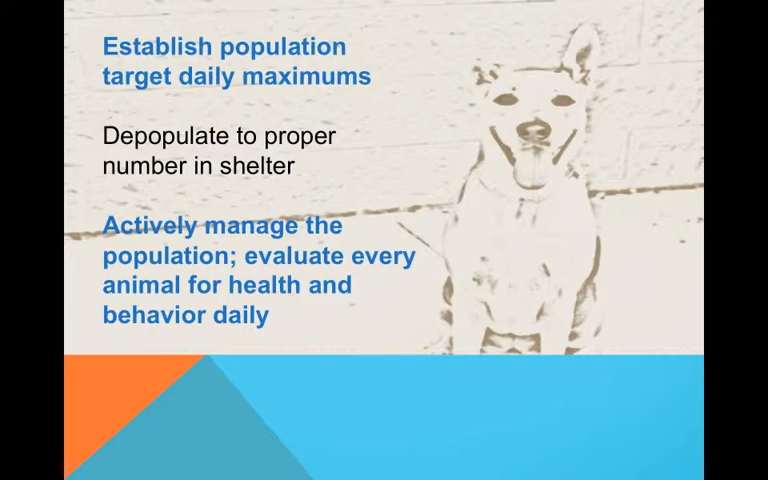 Establish population
target daily maximums
Depopulate to proper
number in shelter
Actively manage the
population; evaluate every
animal for health and
behavior daily